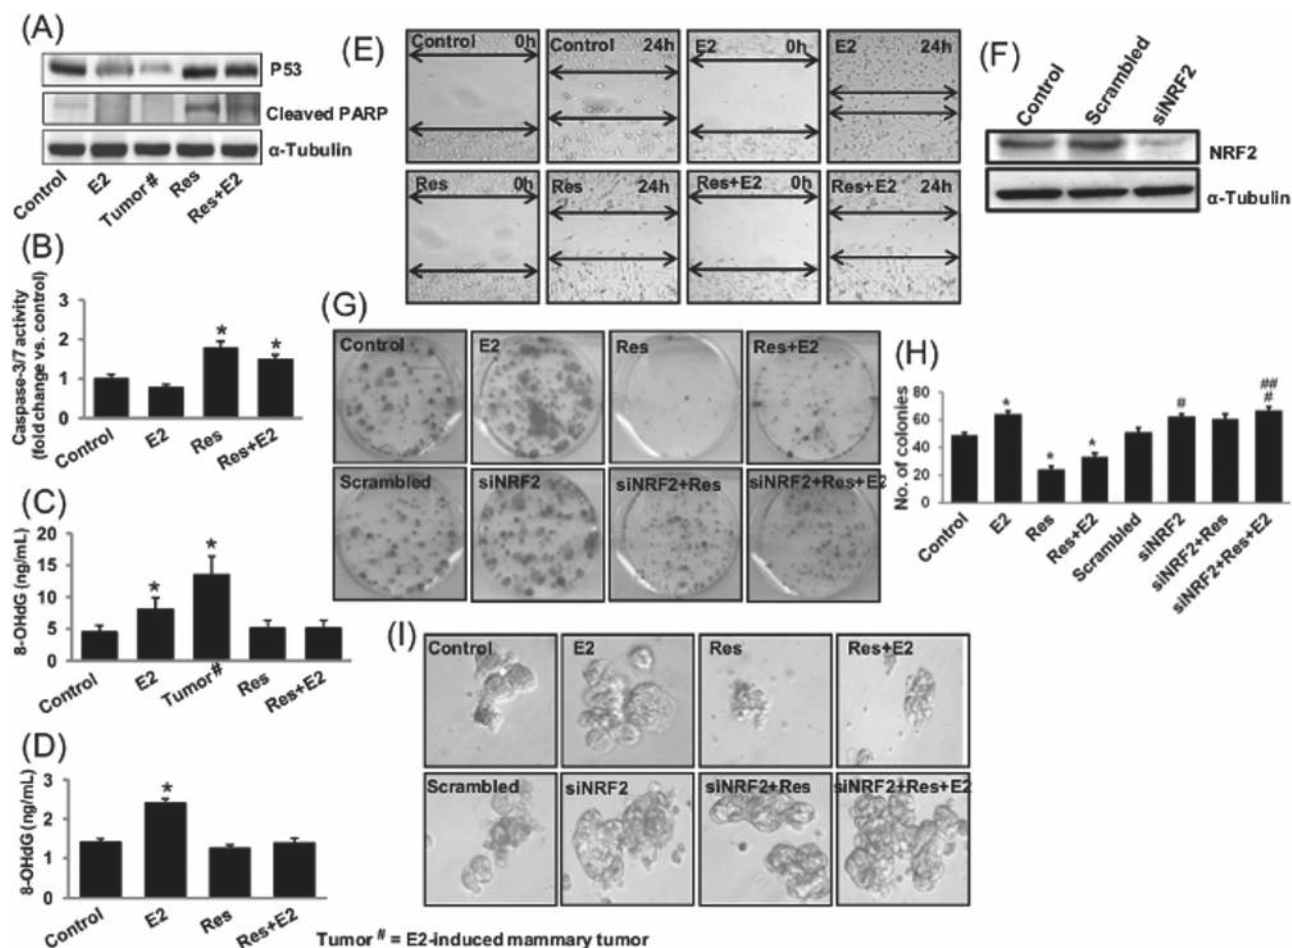 (A)
P53
Cleaved PARP
α-Tubulin
Control
E2
Tumor#
Res
Res+E2
(B)
Caspase-3/7 activity
(fold change vs. control)
3
2
1
0
*
*
Control
E2
Res
Res+E2
(C)
8-OHdG (ng/mL)
20
15
10
5
0
*
*
Control
E2
Tumor#
Res
Res+E2
(D)
8-OHdG (ng/mL)
3
2
1
0
*
Control
E2
Res
Res+E2
(E)
Control 0h
Control 24h
E2 0h
E2 24h
Res 0h
Res 24h
Res+E2 0h
Res+E2 24h
(F)
Control
Scrambled
siNRF2
NRF2
α-Tubulin
(G)
Control
E2
Res
Res+E2
Scrambled
siNRF2
siNRF2+Res
siNRF2+Res+E2
(H)
No. of colonies
80
60
40
20
0
*
*
*
#
##
#
Control
E2
Res
Res+E2
Scrambled
siNRF2
siNRF2+Res
siNRF2+Res+E2
(I)
Control
E2
Res
Res+E2
Scrambled
siNRF2
siNRF2+Res
siNRF2+Res+E2
Tumor # = E2-induced mammary tumor